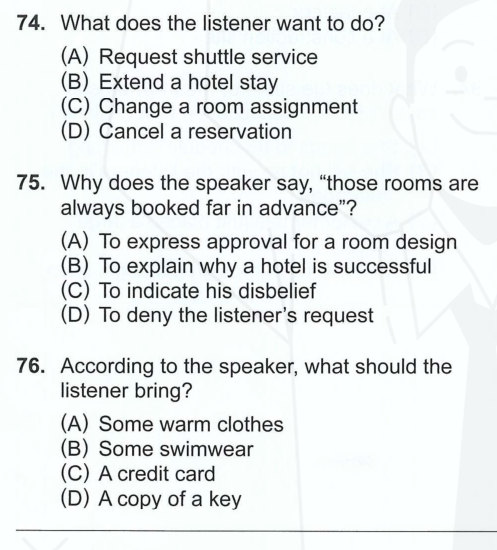 74. What does the listener want to do?
(A) Request shuttle service
(B) Extend a hotel stay
(C) Change a room assignment
(D) Cancel a reservation
75. Why does the speaker say, “those rooms are
always booked far in advance”?
(A) To express approval for a room design
(B) To explain why a hotel is successful
(C) To indicate his disbelief
(D) To deny the listener’s request
76. According to the speaker, what should the
listener bring?
(A) Some warm clothes
(B) Some swimwear
(C) A credit card
(D) A copy of a key